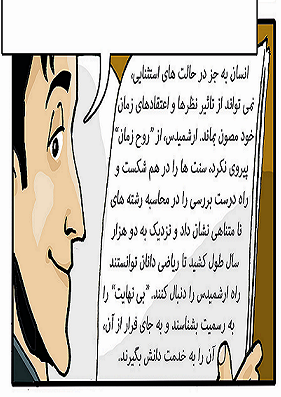 انسان به جز در حالت های استثنایی،
نمی تواند از تاثیر نظرها و اعتقادهای زمان
خود مصون بماند. ارشمیدس، از "روح زمان"
پیروی نکرد، سنت ها را در هم شکست و
راه درست بررسی را در محاسبه رشته های
نا متناهی نشان داد و نزدیک به دو هزار
سال طول کشید تا ریاضی دانان توانستند
راه ارشمیدس را دنبال کنند. "بی نهایت" را
به رسمیت بشناسند و به جای فرار از آن،
آن را به خدمت دانش بگیرند.